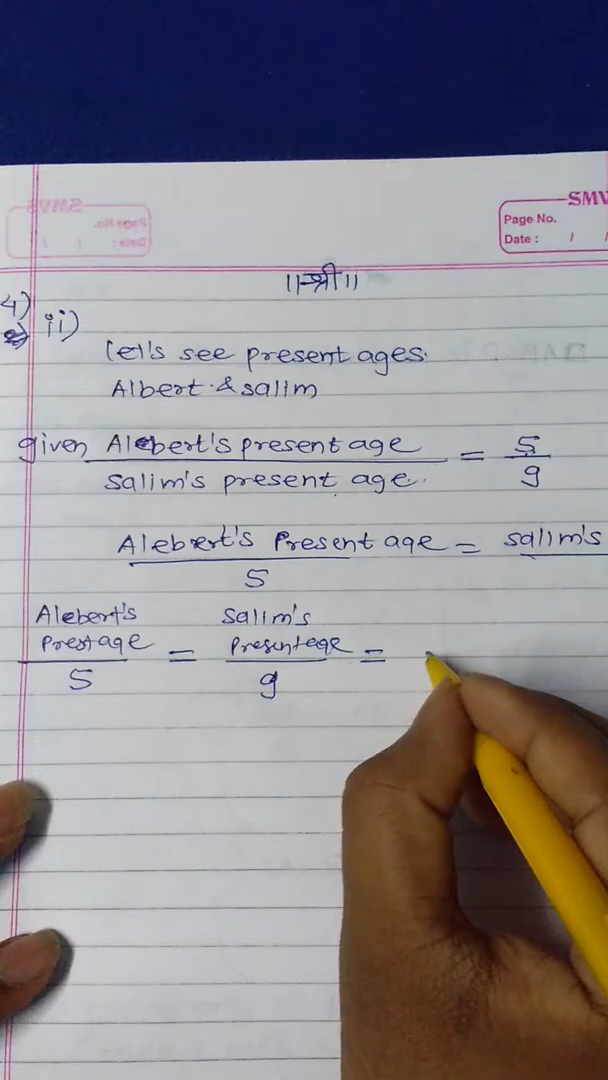 SMV
Page No.
Date : / /
॥श्री॥
4)
ii)
Let's see present ages.
Albert & salim
given Alebert's present age = 5
salim's present age. 9
Alebert's Present age = salim's
5
Alebert's Salim's
Prestage = Presentage =
5 9